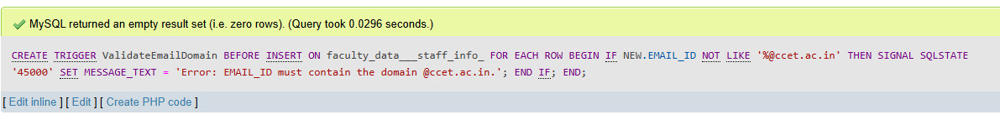 MySQL returned an empty result set (i.e. zero rows). (Query took 0.0296 seconds.)
CREATE TRIGGER ValidateEmailDomain BEFORE INSERT ON faculty_data___staff_info_ FOR EACH ROW BEGIN IF NEW.EMAIL_ID NOT LIKE '%@ccet.ac.in' THEN SIGNAL SQLSTATE
'45000' SET MESSAGE_TEXT = 'Error: EMAIL_ID must contain the domain @ccet.ac.in.'; END IF; END;
[ Edit inline ] [ Edit ] [ Create PHP code ]